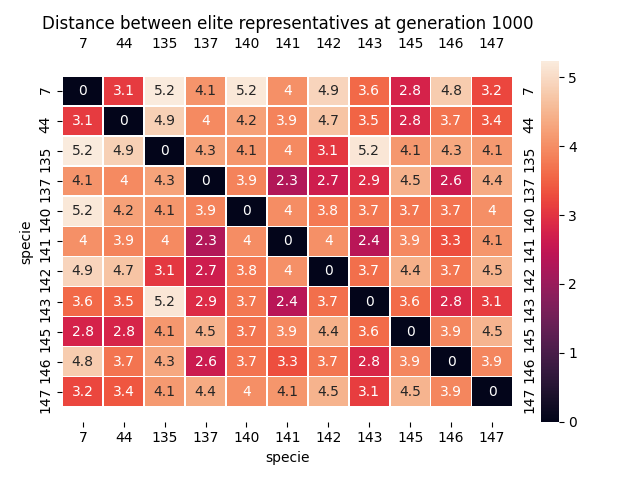 Distance between elite representatives at generation 1000
7 44 135 137 140 141 142 143 145 146 147
7 0 3.1 5.2 4.1 5.2 4 4.9 3.6 2.8 4.8 3.2 7 5
44 3.1 0 4.9 4 4.2 3.9 4.7 3.5 2.8 3.7 3.4 44
135 5.2 4.9 0 4.3 4.1 4 3.1 5.2 4.1 4.3 4.1 135 4
137 4.1 4 4.3 0 3.9 2.3 2.7 2.9 4.5 2.6 4.4 137
140 5.2 4.2 4.1 3.9 0 4 3.8 3.7 3.7 3.7 4 140 3
specie
141 4 3.9 4 2.3 4 0 4 2.4 3.9 3.3 4.1 141
142 4.9 4.7 3.1 2.7 3.8 4 0 3.7 4.4 3.7 4.5 142 2
143 3.6 3.5 5.2 2.9 3.7 2.4 3.7 0 3.6 2.8 3.1 143
145 2.8 2.8 4.1 4.5 3.7 3.9 4.4 3.6 0 3.9 4.5 145
146 4.8 3.7 4.3 2.6 3.7 3.3 3.7 2.8 3.9 0 3.9 146 1
147 3.2 3.4 4.1 4.4 4 4.1 4.5 3.1 4.5 3.9 0 147
0
7 44 135 137 140 141 142 143 145 146 147
specie